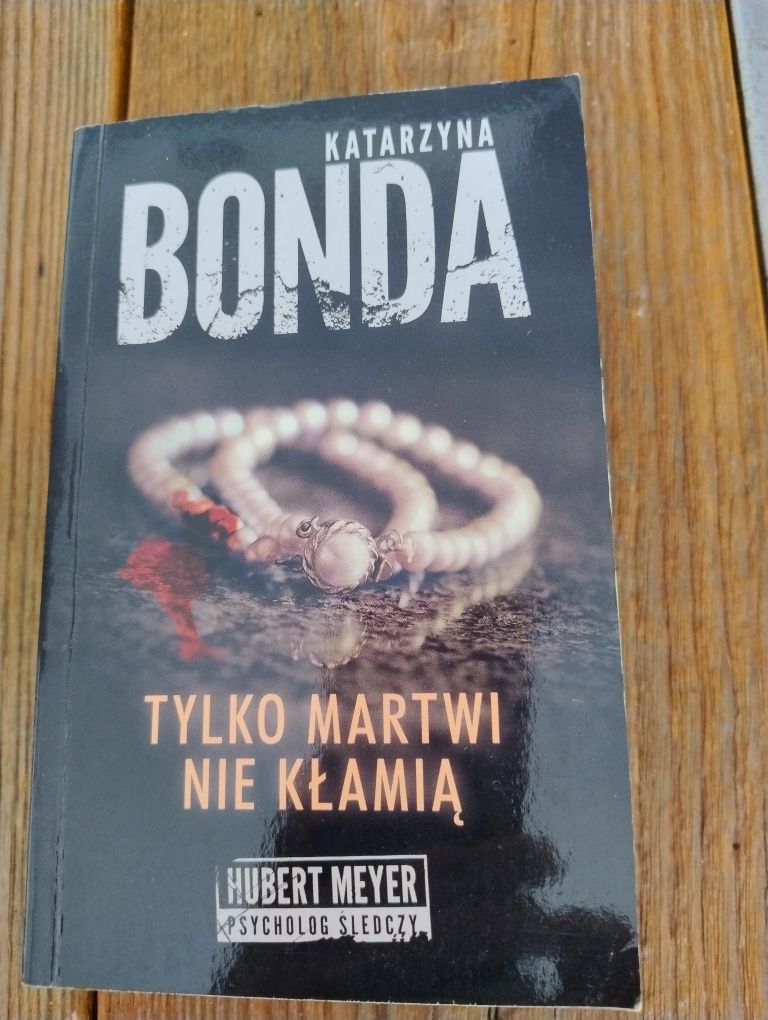 KATARZYNA
BONDA
TYLKO MARTWI
NIE KŁAMIĄ
HUBERT MEYER
PSYCHOLOG ŚLEDCZY